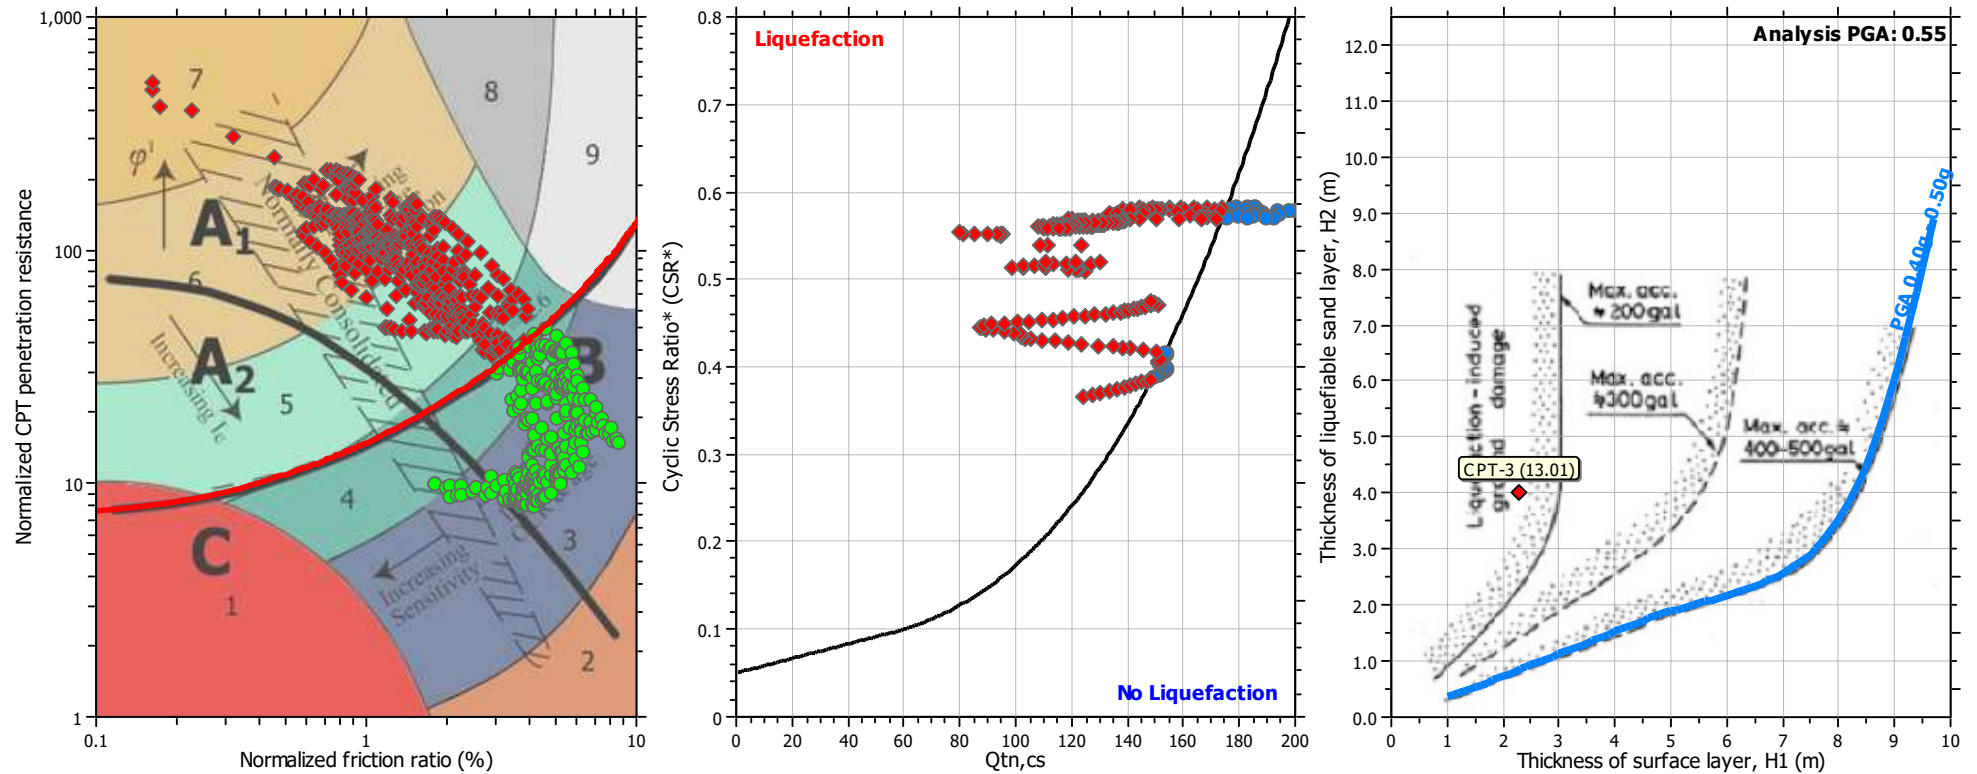 1,000
100
10
1
0.1
1
10
Normalized CPT penetration resistance
Normalized friction ratio (%)
7
8
9
φ'
A1
6
A2
Increasing Ic
5
Normally Consolidated
B
4
3
C
1
Increasing
Sensitivity
2
0.8
0.7
0.6
0.5
0.4
0.3
0.2
0.1
0
0
20
40
60
80
100
120
140
160
180
200
Cyclic Stress Ratio* (CSR*)
Qtn,cs
Liquefaction
No Liquefaction
12.0
11.0
10.0
9.0
8.0
7.0
6.0
5.0
4.0
3.0
2.0
1.0
0.0
0
1
2
3
4
5
6
7
8
9
10
Thickness of liquefiable sand layer, H2 (m)
Thickness of surface layer, H1 (m)
Analysis PGA: 0.55
PGA 0.40g - 0.50g
Max. acc.
≒ 200gal
Max. acc.
≒300gal
Max. acc. ≒
400-500gal
CPT-3 (13.01)
damage